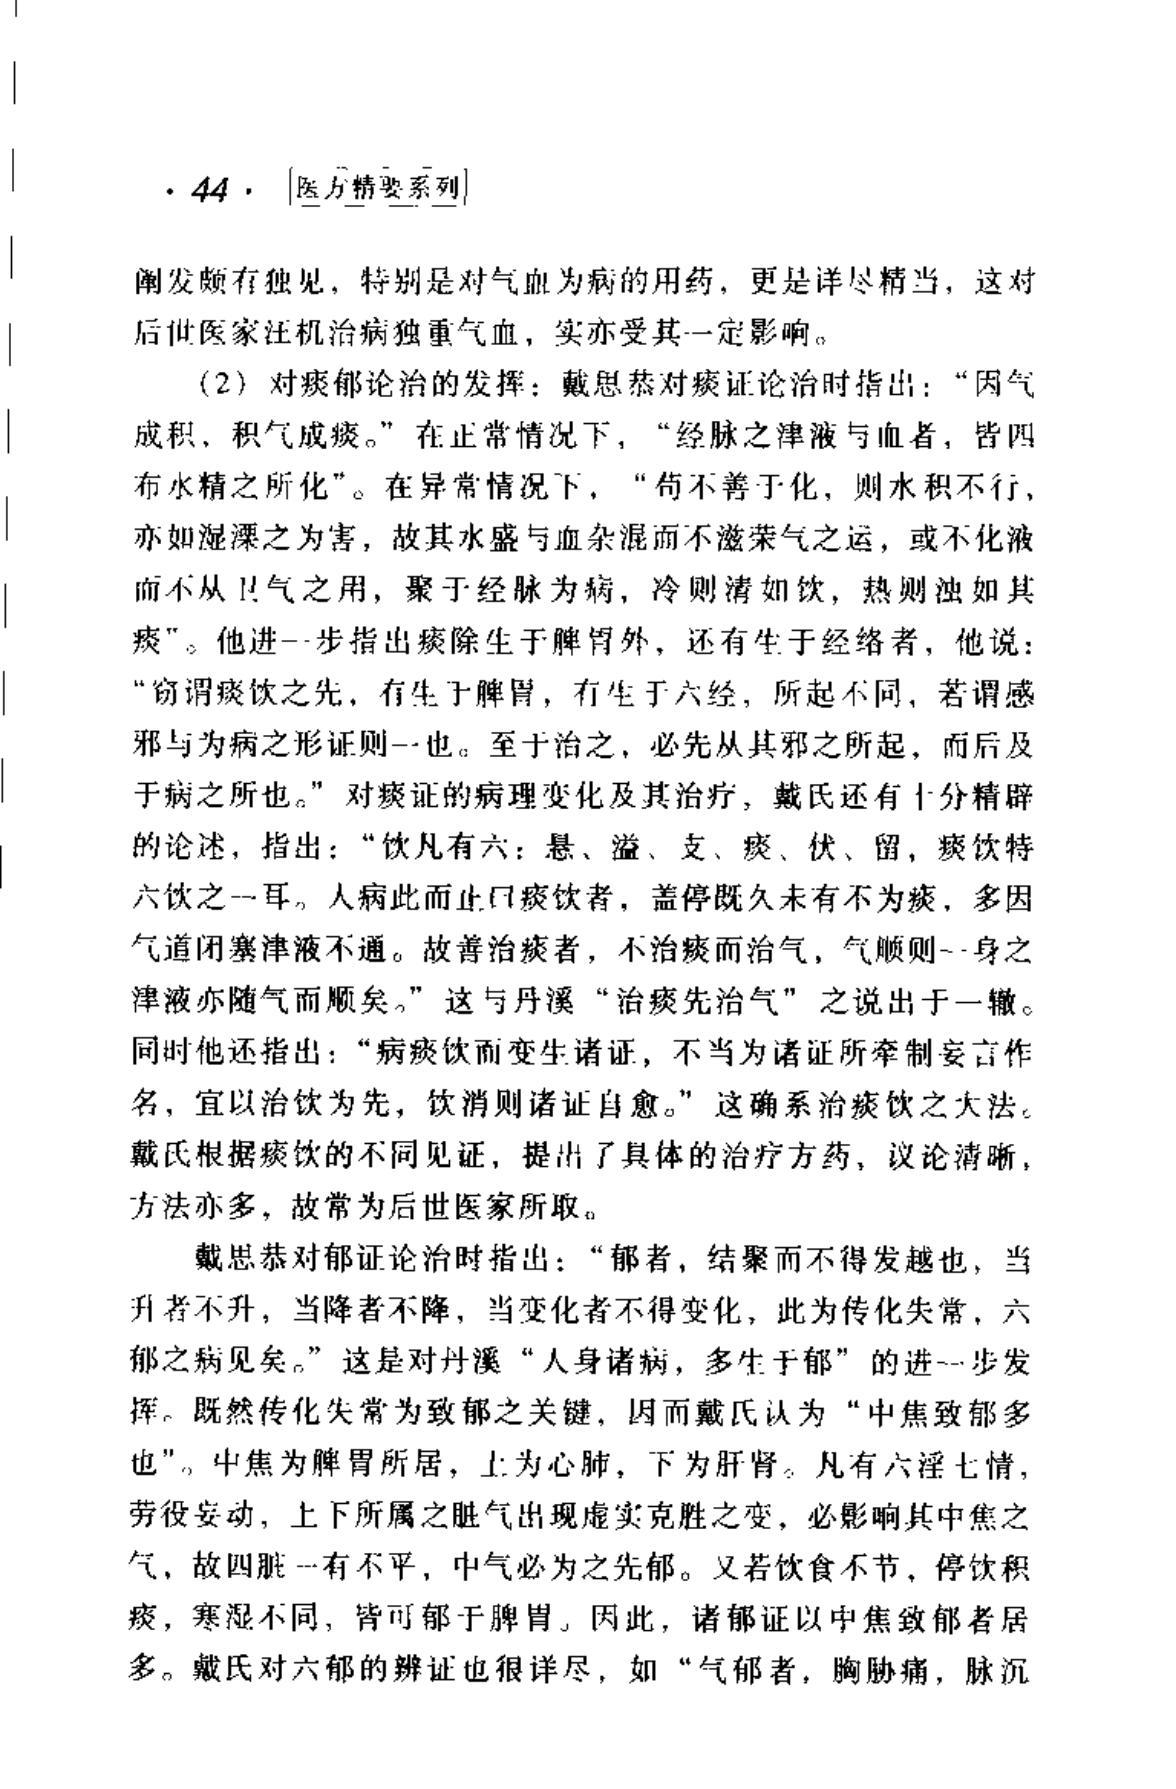 · 44 · 医方精要系列
阐发颇有独见，特别是对气血为病的用药，更是详尽精当，这对
后世医家汪机治病独重气血，实亦受其一定影响。
（2）对痰郁论治的发挥：戴思恭对痰证论治时指出：“因气
成积，积气成痰。”在正常情况下，“经脉之津液与血者，皆四
布水精之所化”。在异常情况下，“苟不善于化，则水积不行，
亦如湿潭之为害，故其水盛与血杂混而不滋荣气之运，或不化液
而不从卫气之用，聚于经脉为病，冷则清如饮，热则浊如其
痰”。他进一步指出痰除生于脾胃外，还有生于经络者，他说：
“窃谓痰饮之先，有生于脾胃，有生于六经，所起不同，若谓感
邪与为病之形证则一也。至于治之，必先从其邪之所起，而后及
于病之所也。”对痰证的病理变化及其治疗，戴氏还有十分精辟
的论述，指出：“饮凡有六：悬、溢、支、痰、伏、留，痰饮特
六饮之一耳。人病此而止曰痰饮者，盖停既久未有不为痰，多因
气道闭塞津液不通。故善治痰者，不治痰而治气，气顺则一身之
津液亦随气而顺矣。”这与丹溪“治痰先治气”之说出于一辙。
同时他还指出：“病痰饮而变生诸证，不当为诸证所牵制妄言作
名，宜以治饮为先，饮消则诸证自愈。”这确系治痰饮之大法。
戴氏根据痰饮的不同见证，提出了具体的治疗方药，议论清晰，
方法亦多，故常为后世医家所取。
戴思恭对郁证论治时指出：“郁者，结聚而不得发越也，当
升者不升，当降者不降，当变化者不得变化，此为传化失常，六
郁之病见矣。”这是对丹溪“人身诸病，多生于郁”的进一步发
挥。既然传化失常为致郁之关键，因而戴氏认为“中焦致郁多
也”。中焦为脾胃所居，上为心肺，下为肝肾。凡有六淫七情，
劳役妄动，上下所属之脏气出现虚实克胜之变，必影响其中焦之
气，故四脏一有不平，中气必为之先郁。又若饮食不节，停饮积
痰，寒湿不同，皆可郁于脾胃。因此，诸郁证以中焦致郁者居
多。戴氏对六郁的辨证也很详尽，如“气郁者，胸胁痛，脉沉